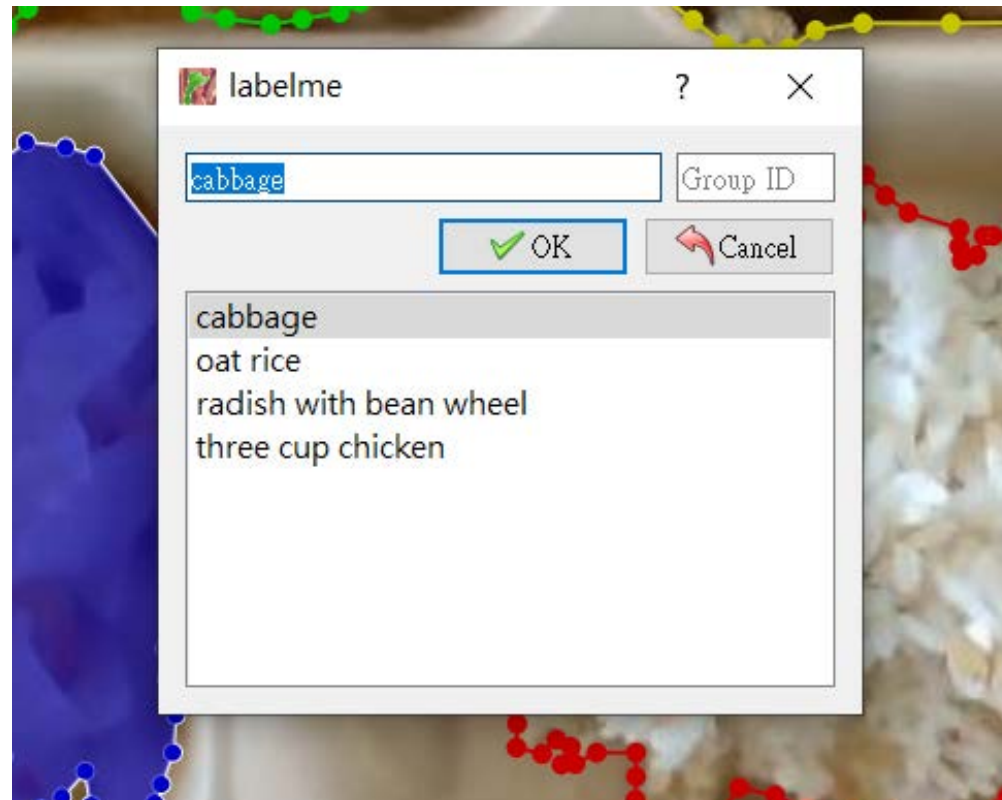 labelme
?
cabbage
Group ID
OK
Cancel
cabbage
oat rice
radish with bean wheel
three cup chicken